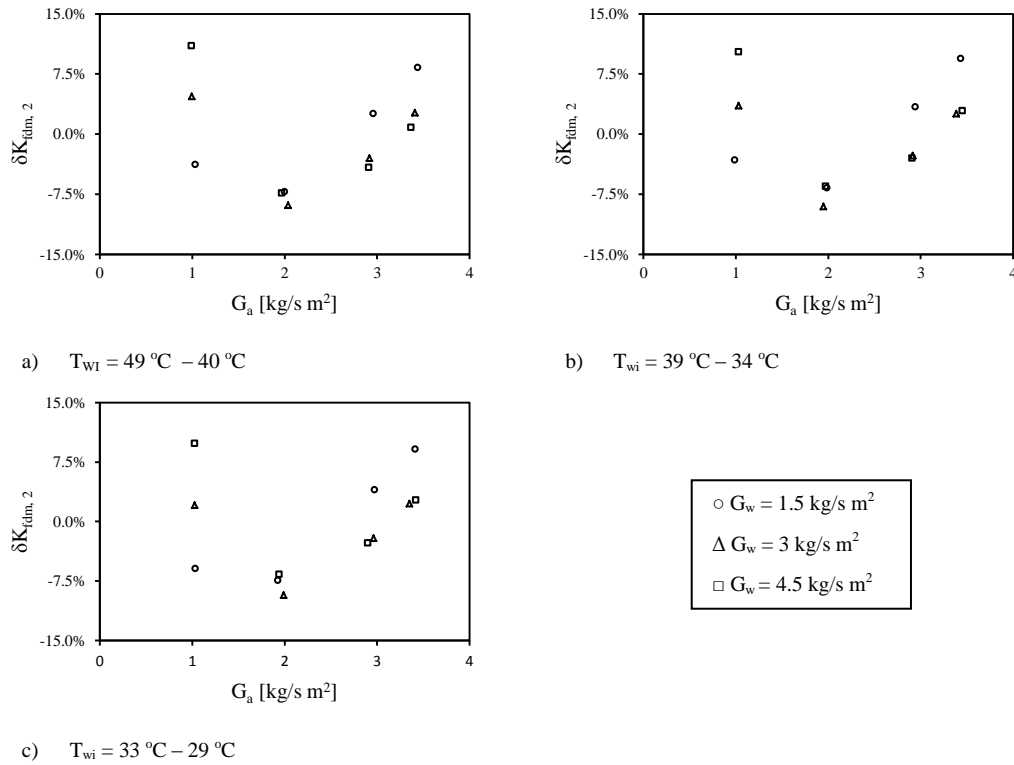 15.0%
7.5%
0.0%
-7.5%
-15.0%
δK_fdm, 2
0 1 2 3 4
G_a [kg/s m²]
a) T_WI = 49 °C – 40 °C
15.0%
7.5%
0.0%
-7.5%
-15.0%
δK_fdm, 2
0 1 2 3 4
G_a [kg/s m²]
b) T_wi = 39 °C – 34 °C
15.0%
7.5%
0.0%
-7.5%
-15.0%
δK_fdm, 2
0 1 2 3 4
G_a [kg/s m²]
c) T_wi = 33 °C – 29 °C
○ G_w = 1.5 kg/s m²
Δ G_w = 3 kg/s m²
□ G_w = 4.5 kg/s m²